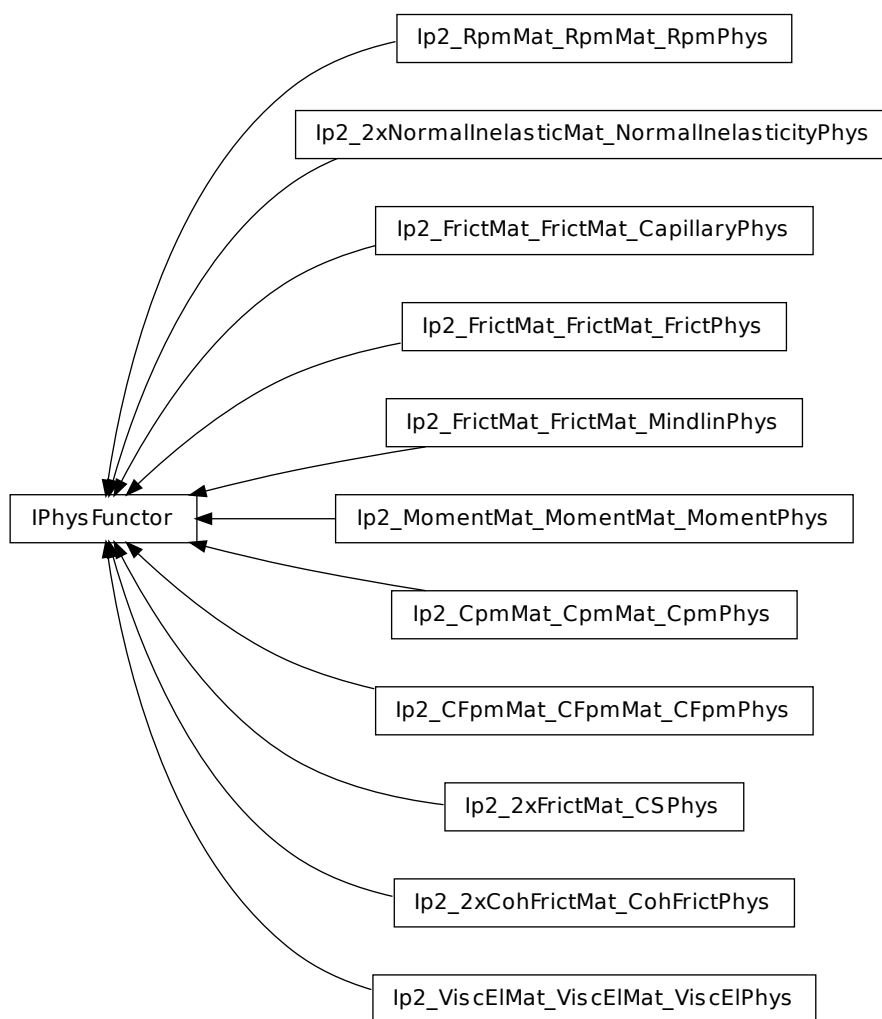 Ip2_RpmMat_RpmMat_RpmPhys
Ip2_2xNormalInelasticMat_NormalInelasticityPhys
Ip2_FrictMat_FrictMat_CapillaryPhys
Ip2_FrictMat_FrictMat_FrictPhys
Ip2_FrictMat_FrictMat_MindlinPhys
IPhysFunctor
Ip2_MomentMat_MomentMat_MomentPhys
Ip2_CpmMat_CpmMat_CpmPhys
Ip2_CFpmMat_CFpmMat_CFpmPhys
Ip2_2xFrictMat_CSPhys
Ip2_2xCohFrictMat_CohFrictPhys
Ip2_ViscElMat_ViscElMat_ViscElPhys